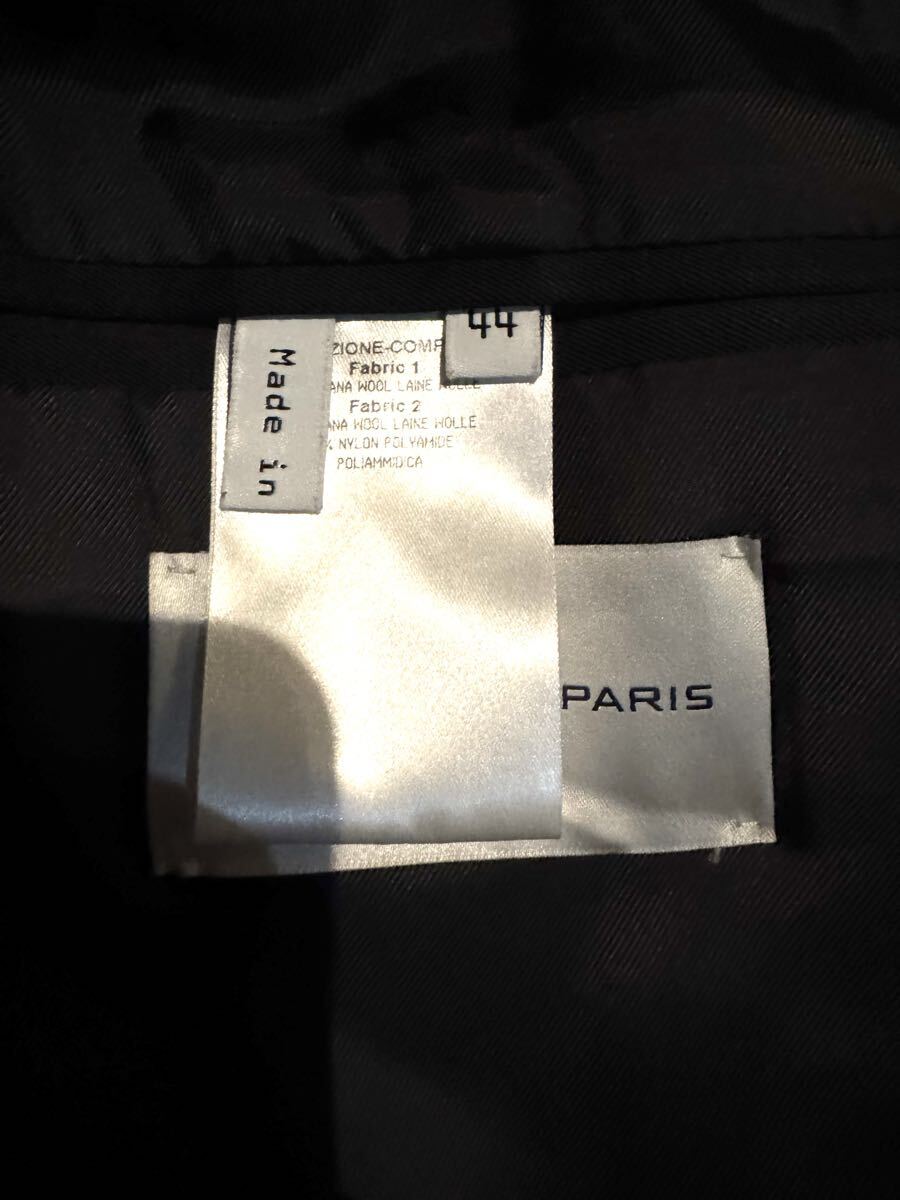 44
Made in
ZIONE-COMP
Fabric 1
ANA WOOL LAINE WOLLE
Fabric 2
NA WOOL LAINE WOLLE
% NYLON POLYAMIDE
POLIAMMIDICA
PARIS